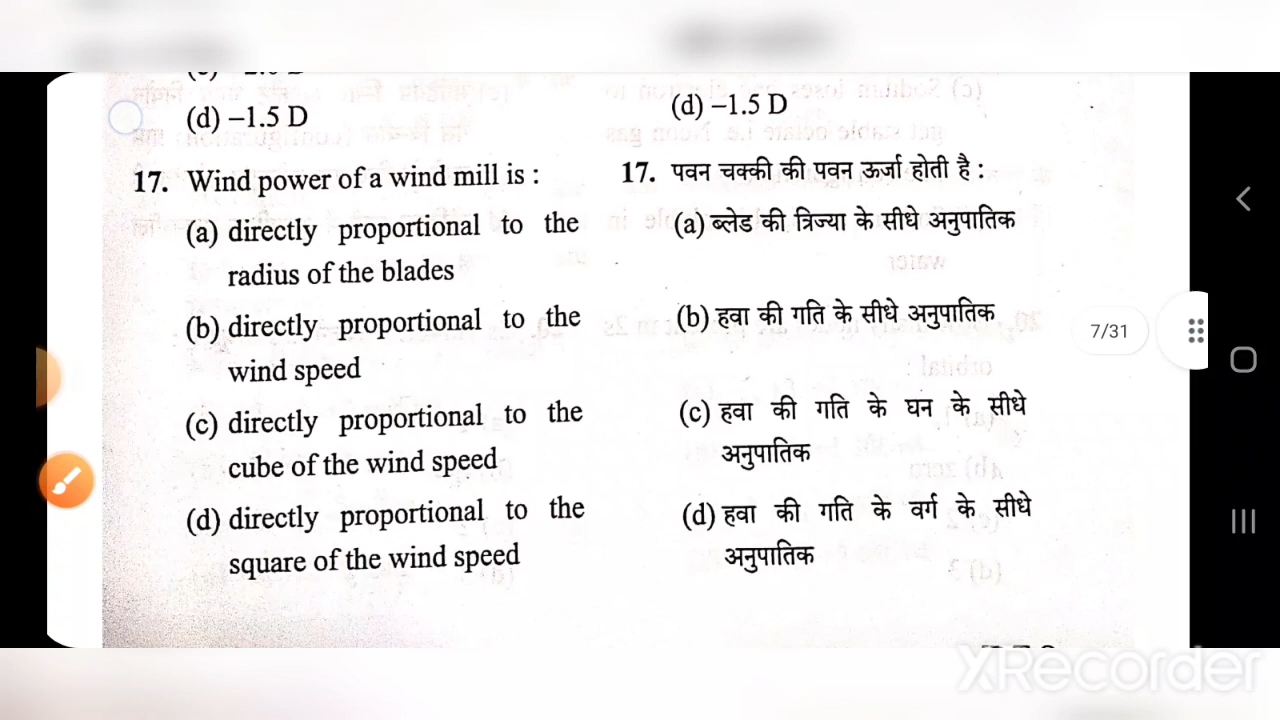 (d) –1.5 D
17. Wind power of a wind mill is :
(a) directly proportional to the
radius of the blades
(b) directly proportional to the
wind speed
(c) directly proportional to the
cube of the wind speed
(d) directly proportional to the
square of the wind speed
(d) –1.5 D
17. पवन चक्की की पवन ऊर्जा होती है :
(a) ब्लेड की त्रिज्या के सीधे अनुपातिक
(b) हवा की गति के सीधे अनुपातिक
(c) हवा की गति के घन के सीधे
अनुपातिक
(d) हवा की गति के वर्ग के सीधे
अनुपातिक
7/31
XRecorder